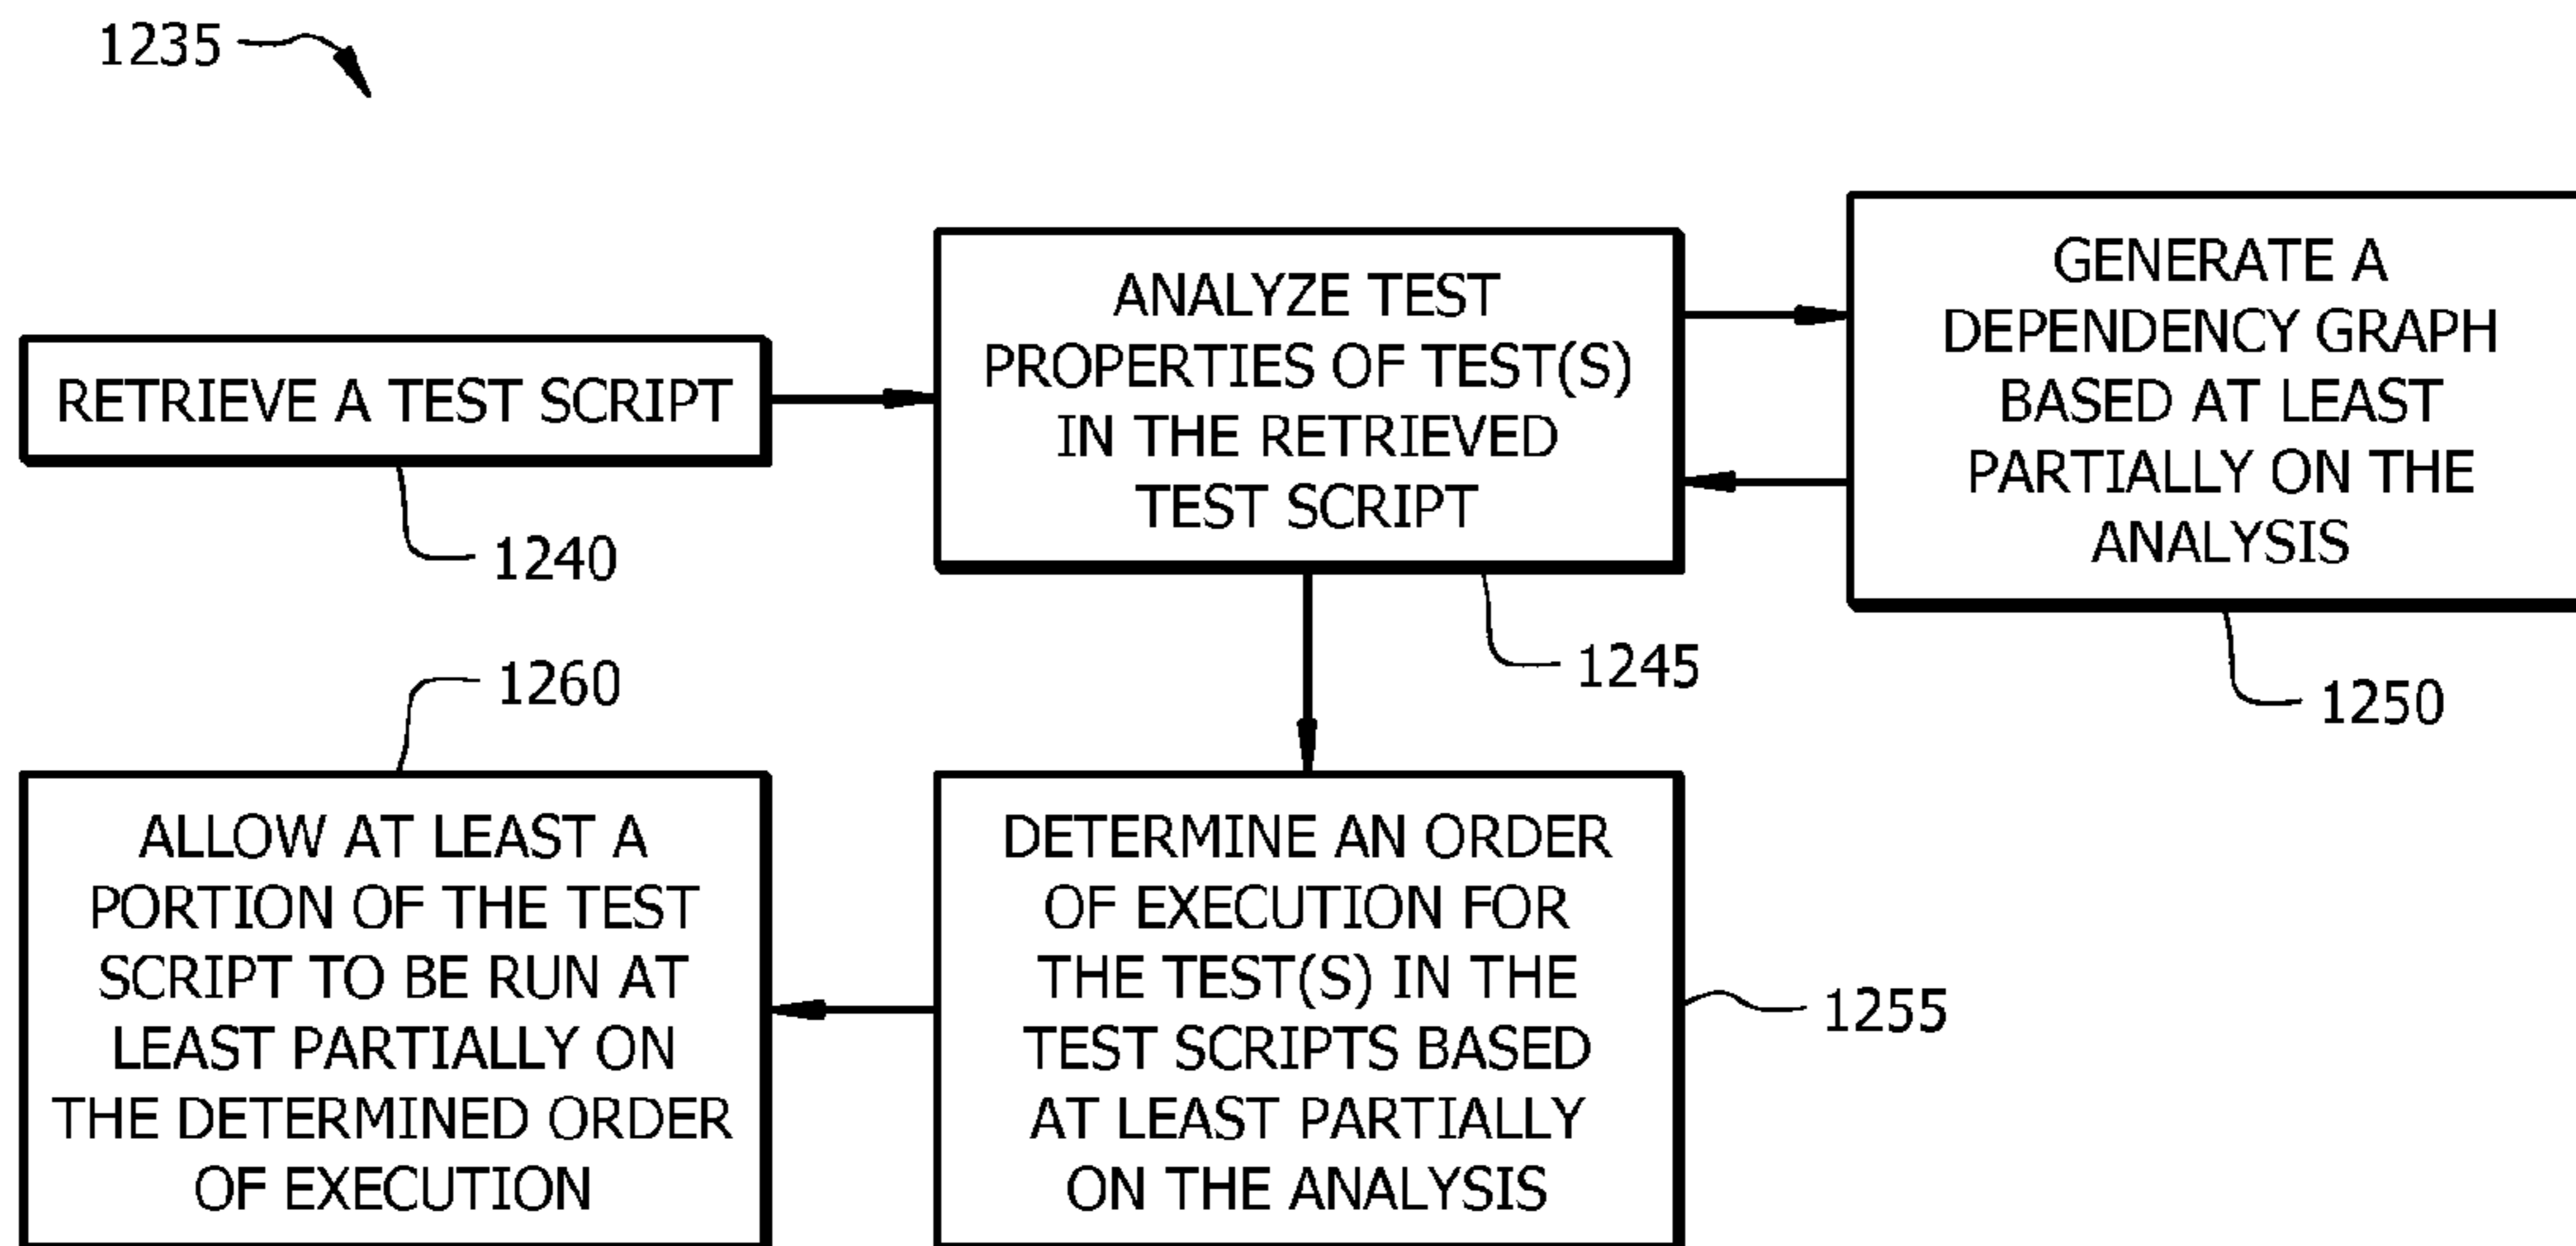 1235
RETRIEVE A TEST SCRIPT
1240
ANALYZE TEST
PROPERTIES OF TEST(S)
IN THE RETRIEVED
TEST SCRIPT
1245
GENERATE A
DEPENDENCY GRAPH
BASED AT LEAST
PARTIALLY ON THE
ANALYSIS
1250
DETERMINE AN ORDER
OF EXECUTION FOR
THE TEST(S) IN THE
TEST SCRIPTS BASED
AT LEAST PARTIALLY
ON THE ANALYSIS
1255
1260
ALLOW AT LEAST A
PORTION OF THE TEST
SCRIPT TO BE RUN AT
LEAST PARTIALLY ON
THE DETERMINED ORDER
OF EXECUTION